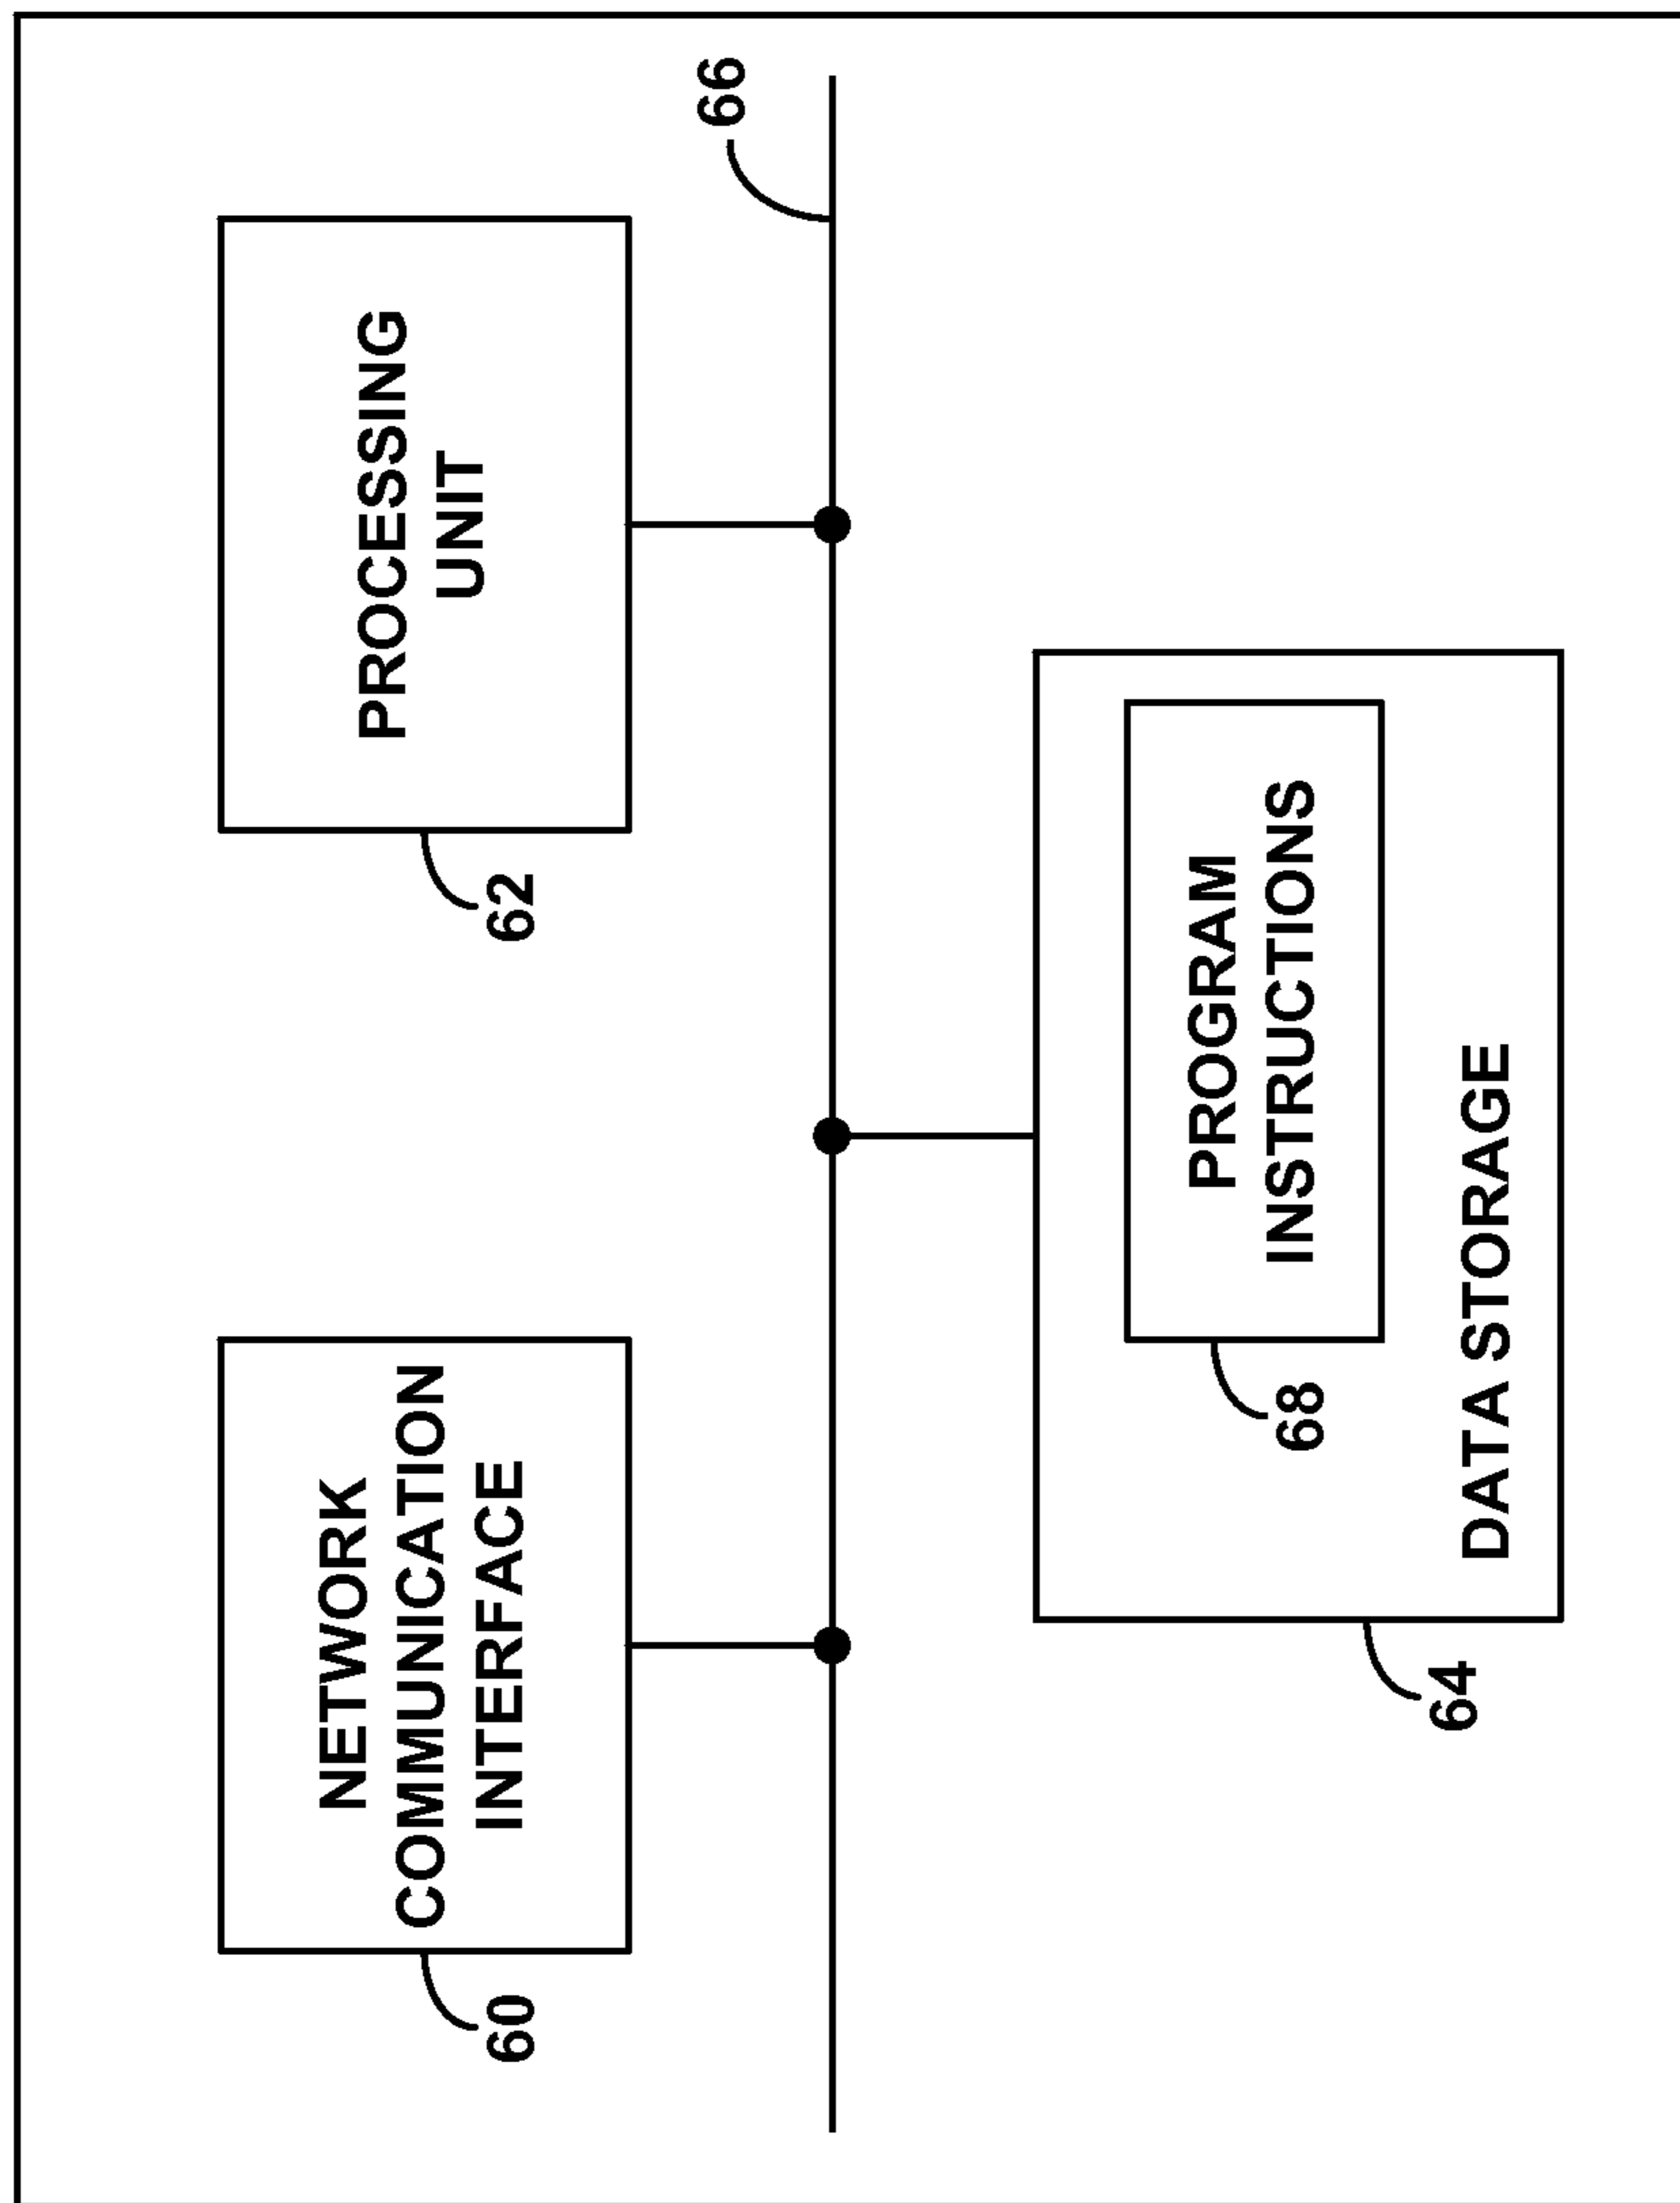 NETWORK
COMMUNICATION
INTERFACE
60
PROCESSING
UNIT
62
66
PROGRAM
INSTRUCTIONS
68
DATA STORAGE
64